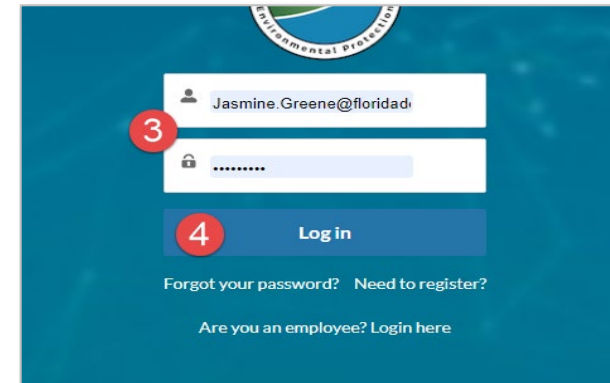 Environmental Protection
Jasmine.Greene@floridad
3
•••••••••
4
Log in
Forgot your password? Need to register?
Are you an employee? Login here